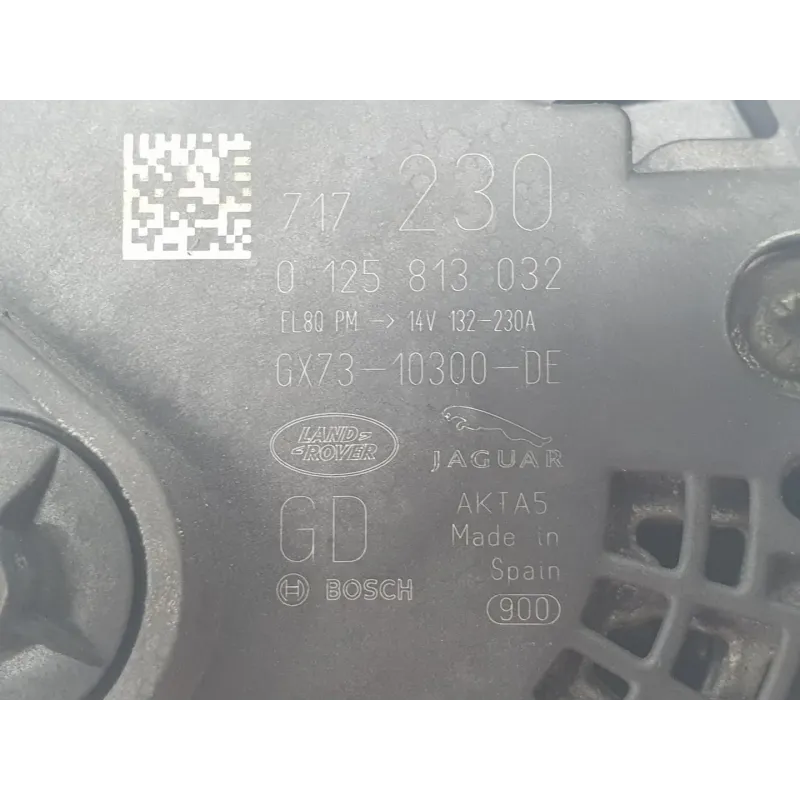 717 230
0 125 813 032
EL8Q PM -> 14V 132-230A
GX73-10300-DE
LAND ROVER
JAGUAR
GD
AKTA5
Made in
Spain
BOSCH
900